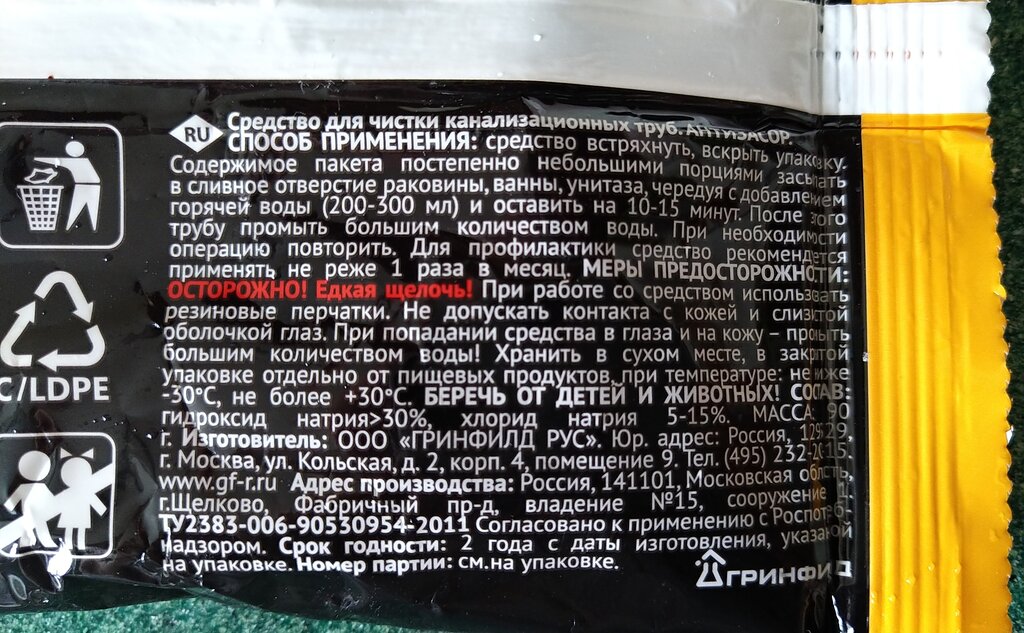 RU Средство для чистки канализационных труб. АНТИЗАСОР.
СПОСОБ ПРИМЕНЕНИЯ: средство встряхнуть, вскрыть упаковку.
Содержимое пакета постепенно небольшими порциями засыпать
в сливное отверстие раковины, ванны, унитаза, чередуя с добавлением
горячей воды (200-300 мл) и оставить на 10-15 минут. После этого
трубу промыть большим количеством воды. При необходимости
операцию повторить. Для профилактики средство рекомендется
применять не реже 1 раза в месяц. МЕРЫ ПРЕДОСТОРОЖНОСТИ:
ОСТОРОЖНО! Едкая щелочь! При работе со средством использовать
резиновые перчатки. Не допускать контакта с кожей и слизистой
оболочкой глаз. При попадании средства в глаза и на кожу – промыть
большим количеством воды! Хранить в сухом месте, в закрытой
упаковке отдельно от пищевых продуктов, при температуре: не ниже
-30°С, не более +30°С. БЕРЕЧЬ ОТ ДЕТЕЙ И ЖИВОТНЫХ! СОСТАВ:
гидроксид натрия>30%, хлорид натрия 5-15%. МАССА: 90
г. Изготовитель: ООО «ГРИНФИЛД РУС». Юр. адрес: Россия,
г. Москва, ул. Кольская, д. 2, корп. 4, помещение 9. Тел. (495)
www.gf-r.ru Адрес производства: Россия, 141101, Московская область,
г.Щелково, Фабричный пр-д, владение №15, сооружение
ТУ2383-006-90530954-2011 Согласовано к применению с Роспотреб-
надзором. Срок годности: 2 года с даты изготовления, указаной
на упаковке. Номер партии: см.на упаковке.
ГРИНФИЛД
C/LDPE